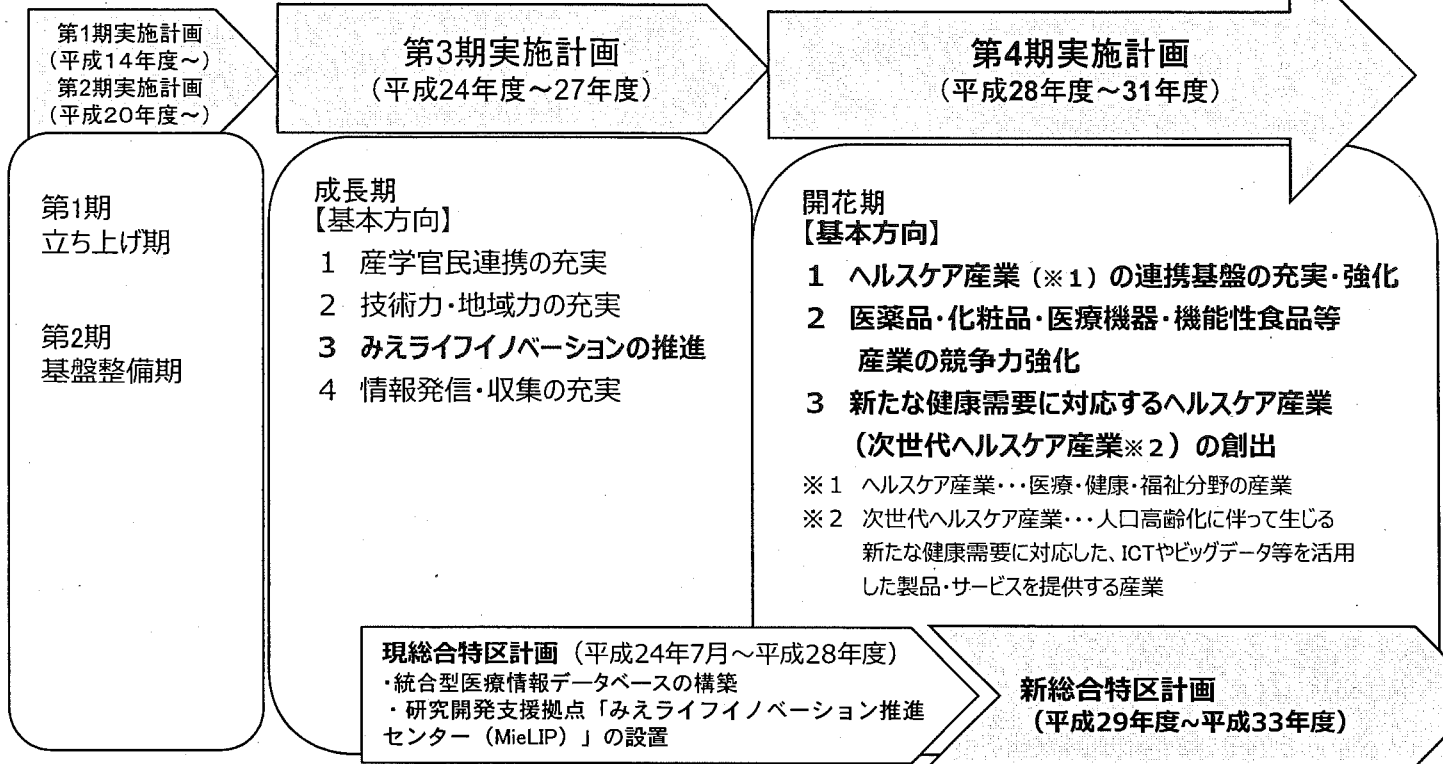 第1期実施計画
(平成14年度～)
第2期実施計画
(平成20年度～)
第3期実施計画
(平成24年度～27年度)
第4期実施計画
(平成28年度～31年度)
第1期
立ち上げ期
第2期
基盤整備期
成長期
【基本方向】
1 産学官民連携の充実
2 技術力・地域力の充実
3 みえライフイノベーションの推進
4 情報発信・収集の充実
開花期
【基本方向】
1 ヘルスケア産業（※1）の連携基盤の充実・強化
2 医薬品・化粧品・医療機器・機能性食品等
産業の競争力強化
3 新たな健康需要に対応するヘルスケア産業
（次世代ヘルスケア産業※2）の創出
※1 ヘルスケア産業・・・医療・健康・福祉分野の産業
※2 次世代ヘルスケア産業・・・人口高齢化に伴って生じる
新たな健康需要に対応した、ICTやビッグデータ等を活用
した製品・サービスを提供する産業
現総合特区計画（平成24年7月～平成28年度）
・統合型医療情報データベースの構築
・研究開発支援拠点「みえライフイノベーション推進
センター（MieLIP）」の設置
新総合特区計画
（平成29年度～平成33年度）